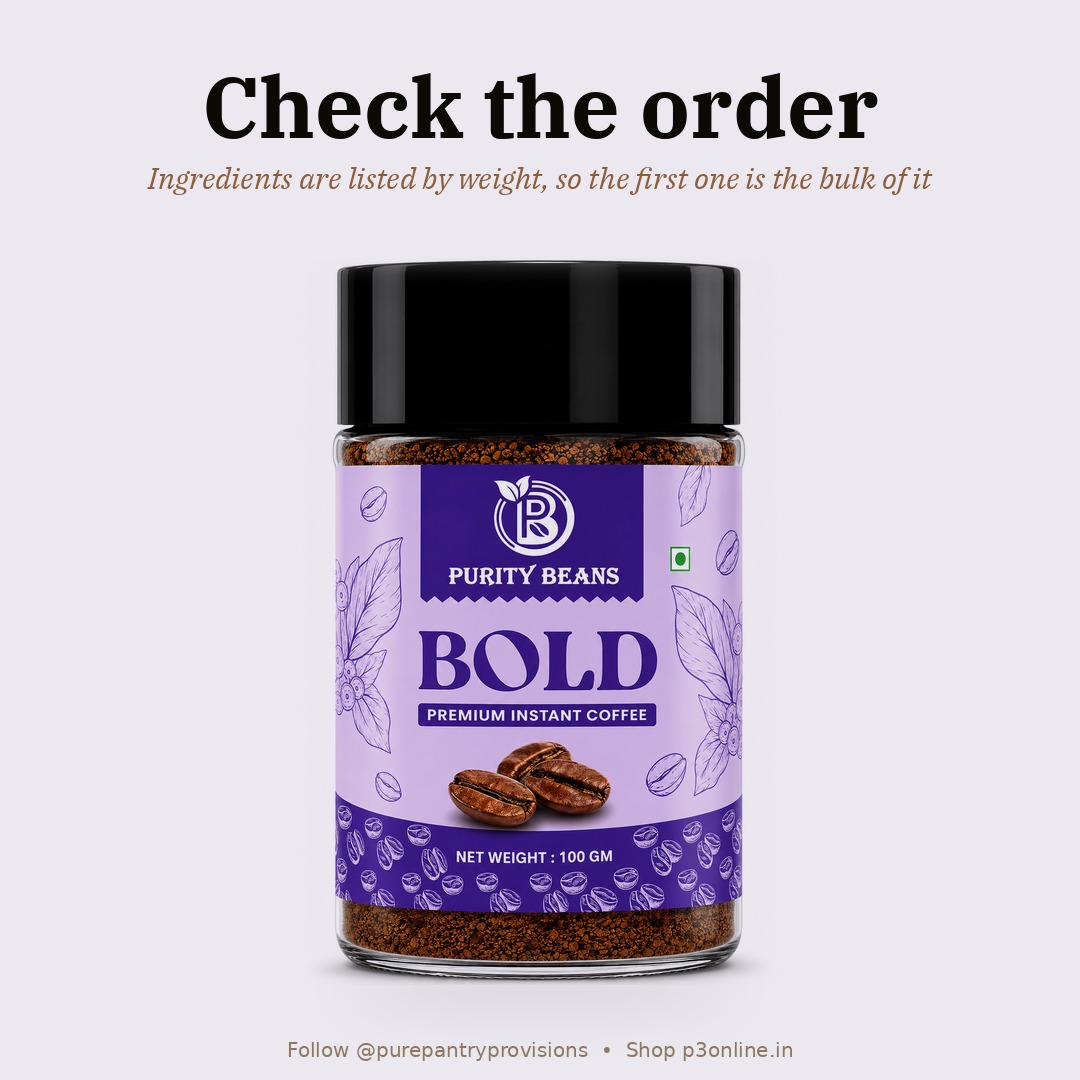 Check the order
Ingredients are listed by weight, so the first one is the bulk of it
PURITY BEANS
BOLD
PREMIUM INSTANT COFFEE
NET WEIGHT : 100 GM
Follow @purepantryprovisions • Shop p3online.in